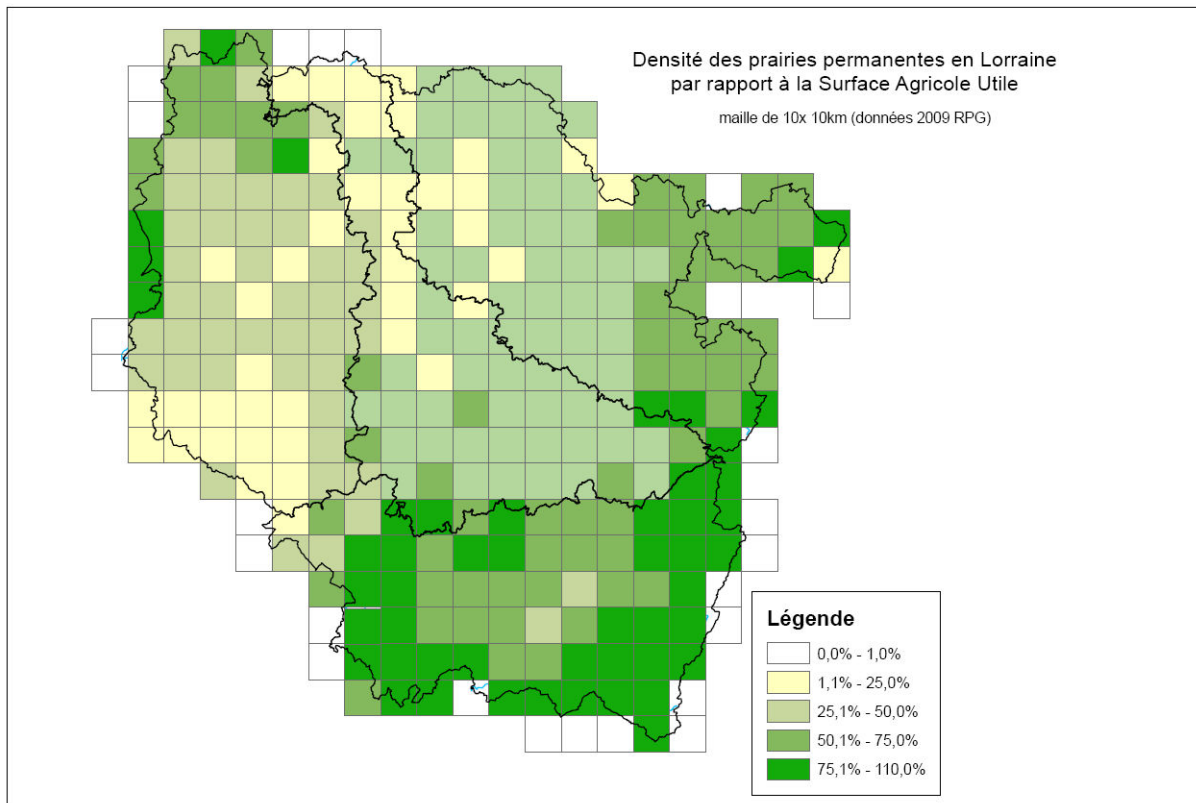 Densité des prairies permanentes en Lorraine
par rapport à la Surface Agricole Utile
maille de 10x 10km (données 2009 RPG)
Légende
0,0% - 1,0%
1,1% - 25,0%
25,1% - 50,0%
50,1% - 75,0%
75,1% - 110,0%